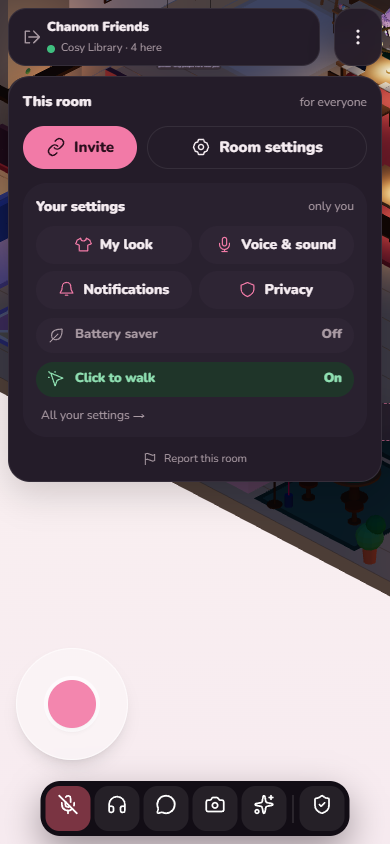 Chanom Friends
Cosy Library · 4 here
This room
for everyone
Invite
Room settings
Your settings
only you
My look
Voice & sound
Notifications
Privacy
Battery saver
Off
Click to walk
On
All your settings →
Report this room